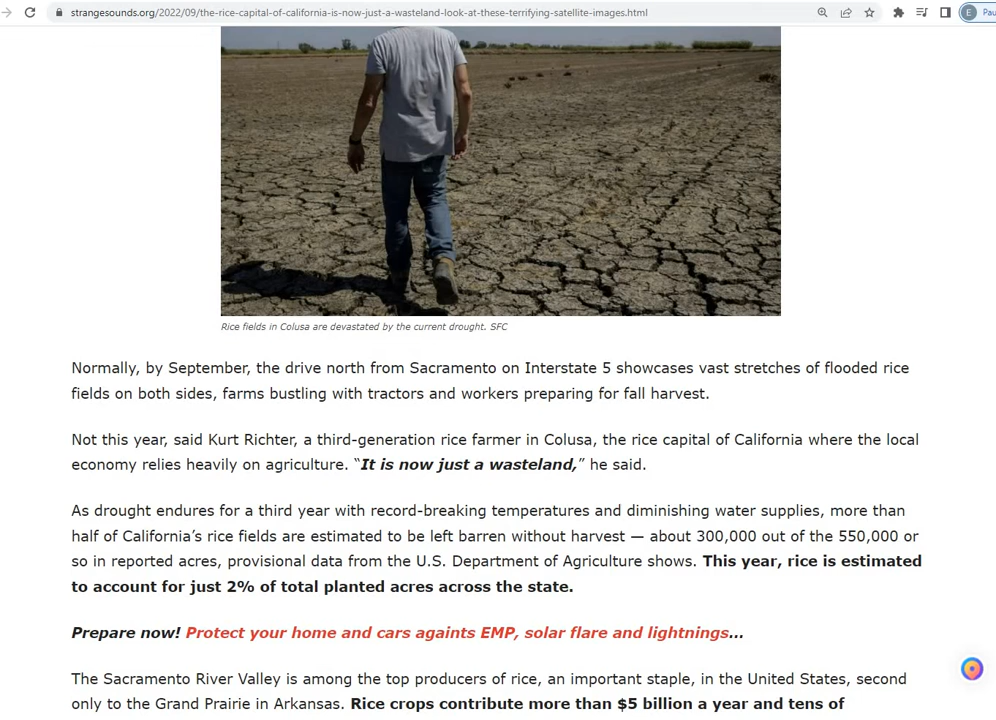 strangesounds.org/2022/09/the-rice-capital-of-california-is-now-just-a-wasteland-look-at-these-terrifying-satellite-images.html
E Pau
Rice fields in Colusa are devastated by the current drought. SFC
Normally, by September, the drive north from Sacramento on Interstate 5 showcases vast stretches of flooded rice
fields on both sides, farms bustling with tractors and workers preparing for fall harvest.
Not this year, said Kurt Richter, a third-generation rice farmer in Colusa, the rice capital of California where the local
economy relies heavily on agriculture. “It is now just a wasteland,” he said.
As drought endures for a third year with record-breaking temperatures and diminishing water supplies, more than
half of California’s rice fields are estimated to be left barren without harvest — about 300,000 out of the 550,000 or
so in reported acres, provisional data from the U.S. Department of Agriculture shows. This year, rice is estimated
to account for just 2% of total planted acres across the state.
Prepare now! Protect your home and cars againts EMP, solar flare and lightnings...
The Sacramento River Valley is among the top producers of rice, an important staple, in the United States, second
only to the Grand Prairie in Arkansas. Rice crops contribute more than $5 billion a year and tens of